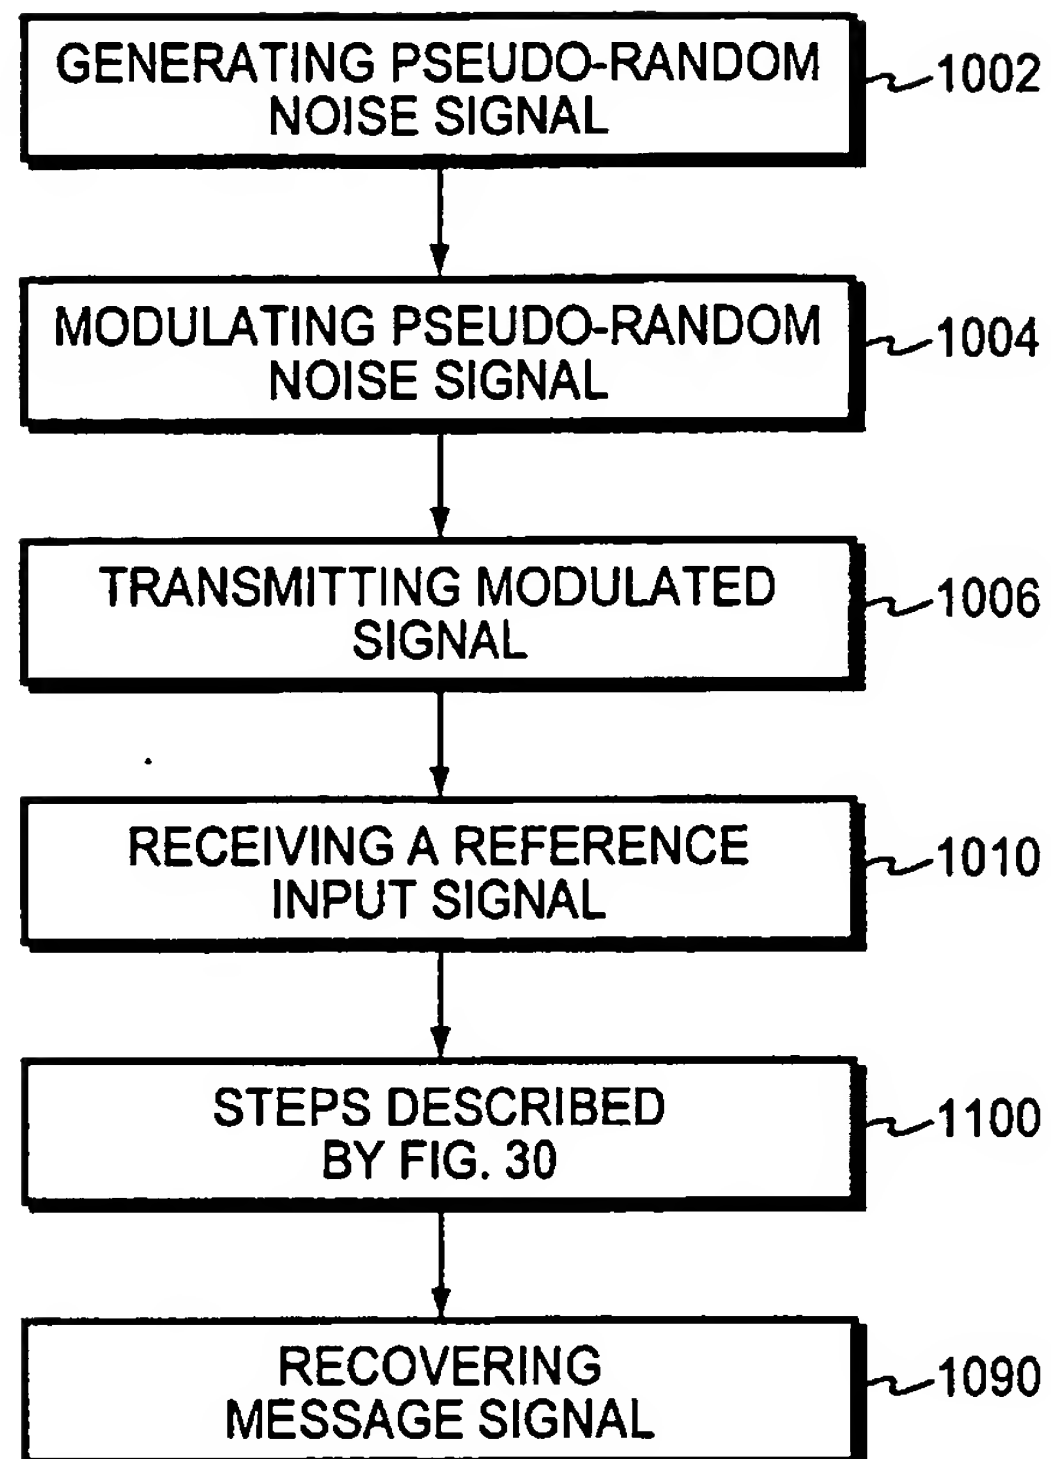 GENERATING PSEUDO-RANDOM
NOISE SIGNAL
1002
MODULATING PSEUDO-RANDOM
NOISE SIGNAL
1004
TRANSMITTING MODULATED
SIGNAL
1006
RECEIVING A REFERENCE
INPUT SIGNAL
1010
STEPS DESCRIBED
BY FIG. 30
1100
RECOVERING
MESSAGE SIGNAL
1090